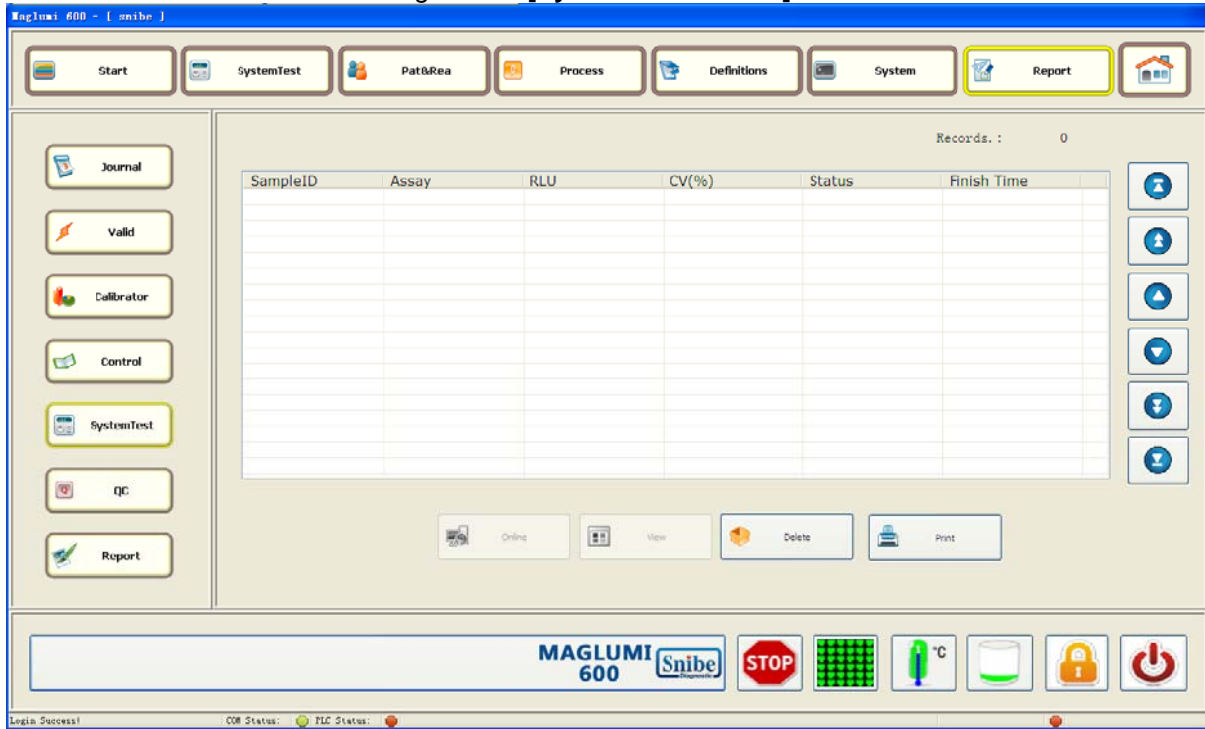 Maglumi 600 - [ snibe ]
Start
SystemTest
Pat&Rea
Process
Definitions
System
Report
Journal
Valid
Calibrator
Control
SystemTest
QC
Report
Records. : 0
SampleID Assay RLU CV(%) Status Finish Time
Online
View
Delete
Print
MAGLUMI
600
Snibe
Diagnostic
STOP
°C
Login Success! COM Status: PLC Status: